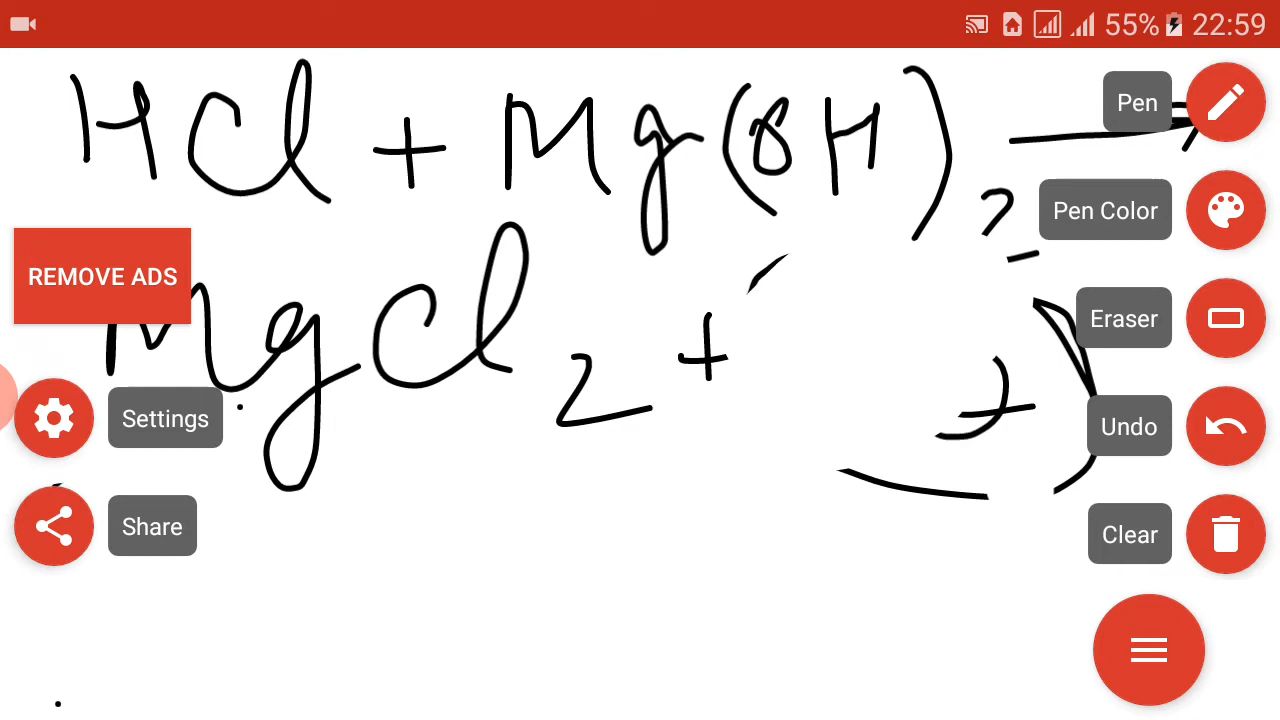 55% 22:59
HCl + Mg(OH)2 → Pen
Pen Color
REMOVE ADS
MgCl2 +
Eraser
Settings
Undo
Share
Clear